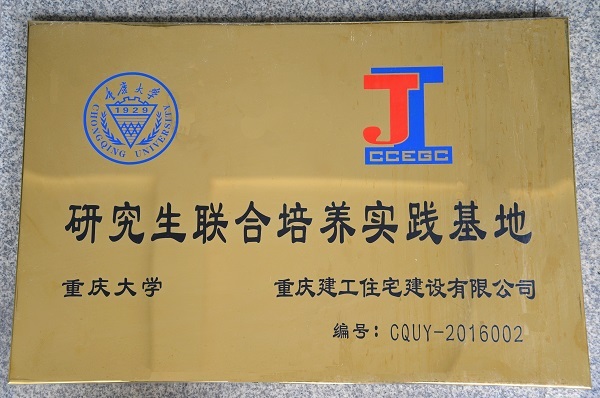 重庆大学
1929
CHONGQING UNIVERSITY
JT
CCEGC
研究生联合培养实践基地
重庆大学 重庆建工住宅建设有限公司
编号：CQUY-2016002